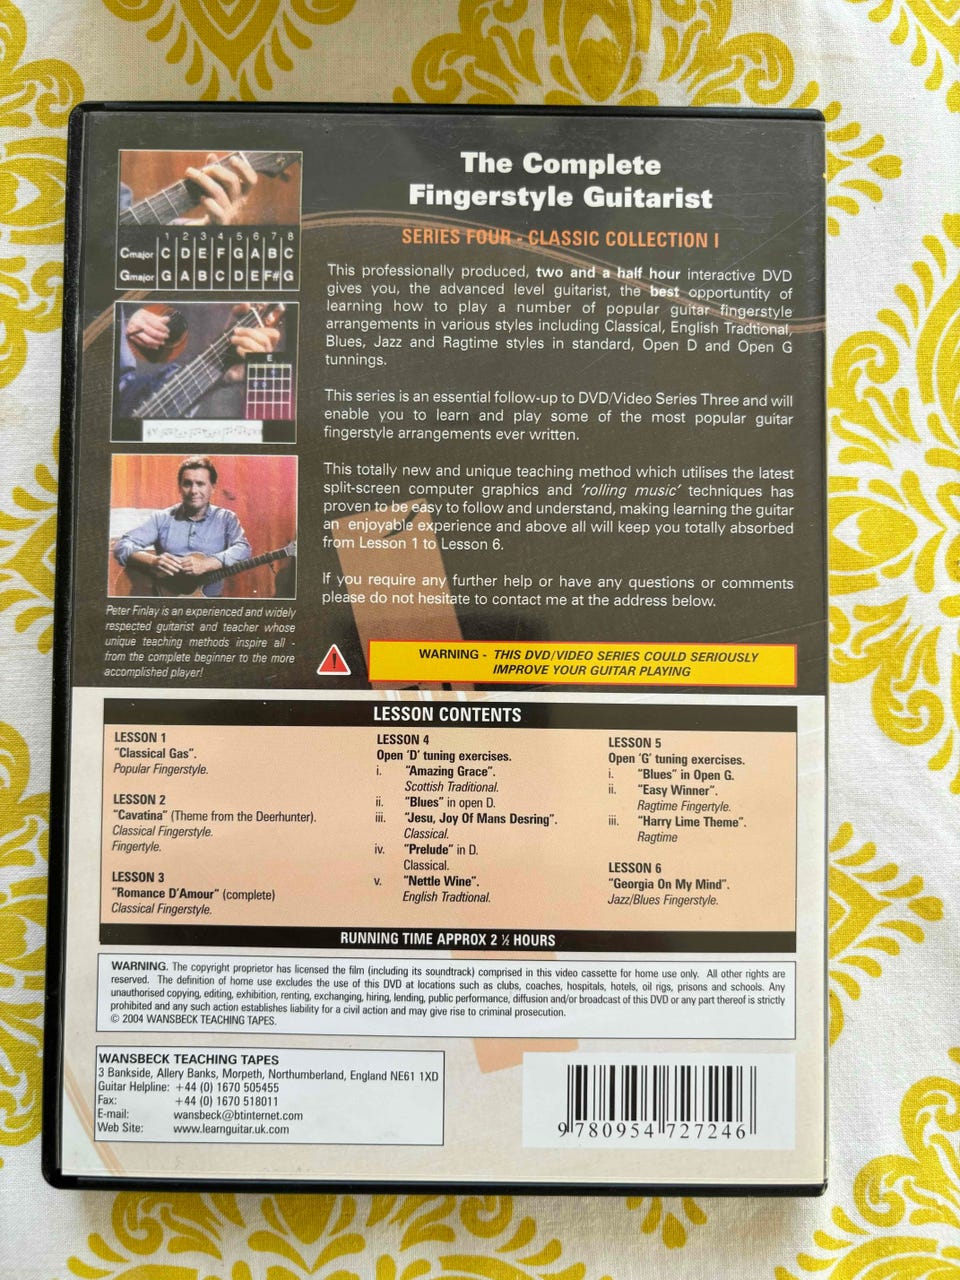 The Complete
Fingerstyle Guitarist
SERIES FOUR - CLASSIC COLLECTION I
1 2 3 4 5 6 7 8
Cmajor C D E F G A B C
Gmajor G A B C D E F# G
E
This professionally produced, two and a half hour interactive DVD
gives you, the advanced level guitarist, the best opportuntity of
learning how to play a number of popular guitar fingerstyle
arrangements in various styles including Classical, English Tradtional,
Blues, Jazz and Ragtime styles in standard, Open D and Open G
tunnings.
This series is an essential follow-up to DVD/Video Series Three and will
enable you to learn and play some of the most popular guitar
fingerstyle arrangements ever written.
This totally new and unique teaching method which utilises the latest
split-screen computer graphics and 'rolling music' techniques has
proven to be easy to follow and understand, making learning the guitar
an enjoyable experience and above all will keep you totally absorbed
from Lesson 1 to Lesson 6.
If you require any further help or have any questions or comments
please do not hesitate to contact me at the address below.
Peter Finlay is an experienced and widely
respected guitarist and teacher whose
unique teaching methods inspire all -
from the complete beginner to the more
accomplished player!
WARNING - THIS DVD/VIDEO SERIES COULD SERIOUSLY
IMPROVE YOUR GUITAR PLAYING
LESSON CONTENTS
LESSON 1
"Classical Gas".
Popular Fingerstyle.
LESSON 2
"Cavatina" (Theme from the Deerhunter).
Classical Fingerstyle.
Fingertyle.
LESSON 3
"Romance D'Amour" (complete)
Classical Fingerstyle.
LESSON 4
Open 'D' tuning exercises.
i. "Amazing Grace".
Scottish Traditional.
ii. "Blues" in open D.
iii. "Jesu, Joy Of Mans Desring".
Classical.
iv. "Prelude" in D.
Classical.
v. "Nettle Wine".
English Tradtional.
LESSON 5
Open 'G' tuning exercises.
i. "Blues" in Open G.
ii. "Easy Winner".
Ragtime Fingertyle.
iii. "Harry Lime Theme".
Ragtime
LESSON 6
"Georgia On My Mind".
Jazz/Blues Fingerstyle.
RUNNING TIME APPROX 2 ½ HOURS
WARNING. The copyright proprietor has licensed the film (including its soundtrack) comprised in this video cassette for home use only. All other rights are
reserved. The definition of home use excludes the use of this DVD at locations such as clubs, coaches, hospitals, hotels, oil rigs, prisons and schools. Any
unauthorised copying, editing, exhibition, renting, exchanging, hiring, lending, public performance, diffusion and/or broadcast of this DVD or any part thereof is strictly
prohibited and any such action establishes liability for a civil action and may give rise to criminal prosecution.
© 2004 WANSBECK TEACHING TAPES.
WANSBECK TEACHING TAPES
3 Bankside, Allery Banks, Morpeth, Northumberland, England NE61 1XD
Guitar Helpline: +44 (0) 1670 505455
Fax: +44 (0) 1670 518011
E-mail: wansbeck@btinternet.com
Web Site: www.learnguitar.uk.com
9 780954 727246